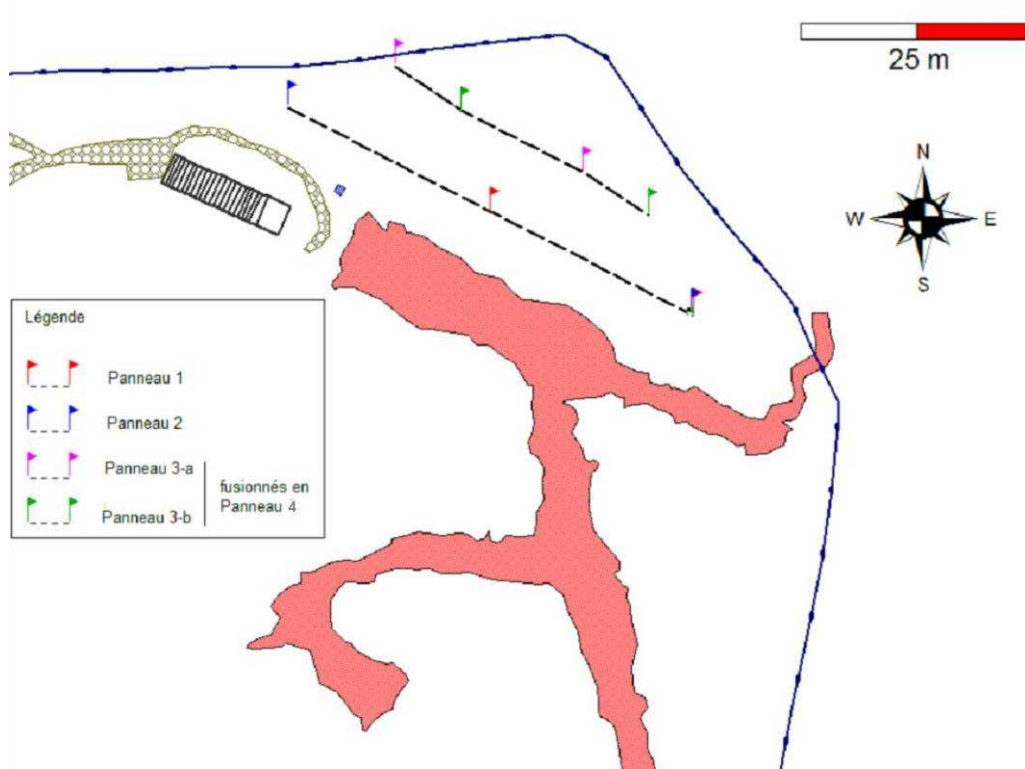 25 m
N
W E
S
Légende
Panneau 1
Panneau 2
Panneau 3-a
fusionnés en
Panneau 4
Panneau 3-b